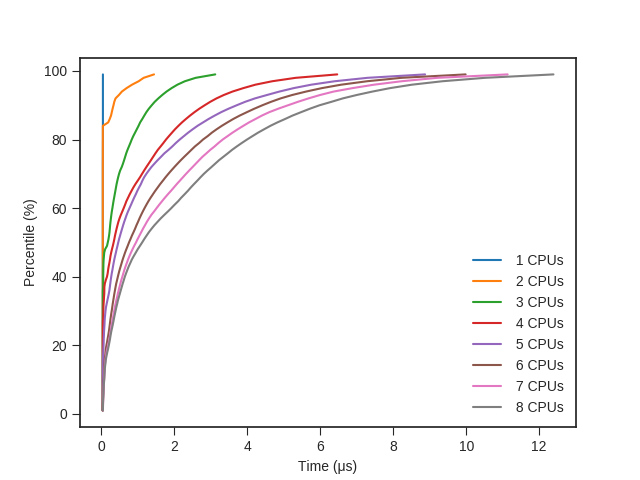 100
80
60
40
20
0
Percentile (%)
1 CPUs
2 CPUs
3 CPUs
4 CPUs
5 CPUs
6 CPUs
7 CPUs
8 CPUs
0 2 4 6 8 10 12
Time (μs)